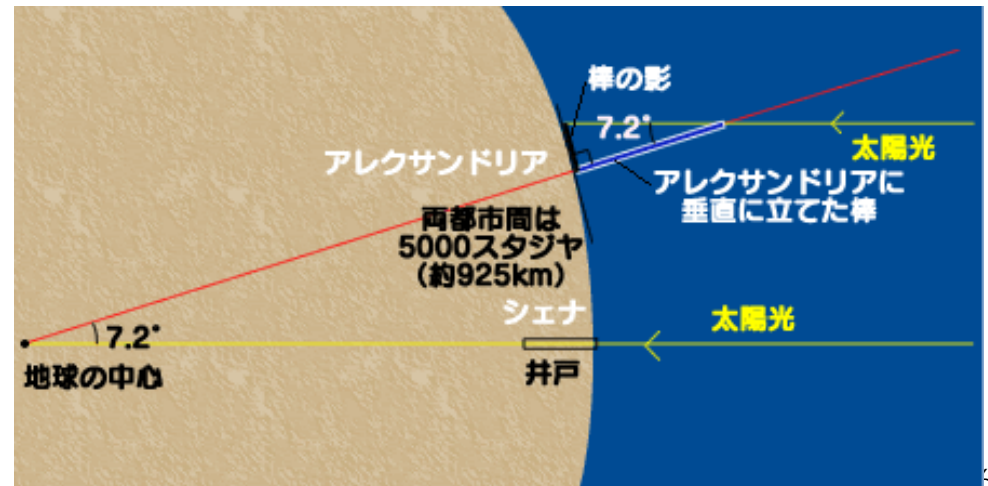 棒の影
7.2°
太陽光
アレクサンドリア
アレクサンドリアに
垂直に立てた棒
両都市間は
5000スタジヤ
(約925km)
シェナ
太陽光
7.2°
地球の中心
井戸